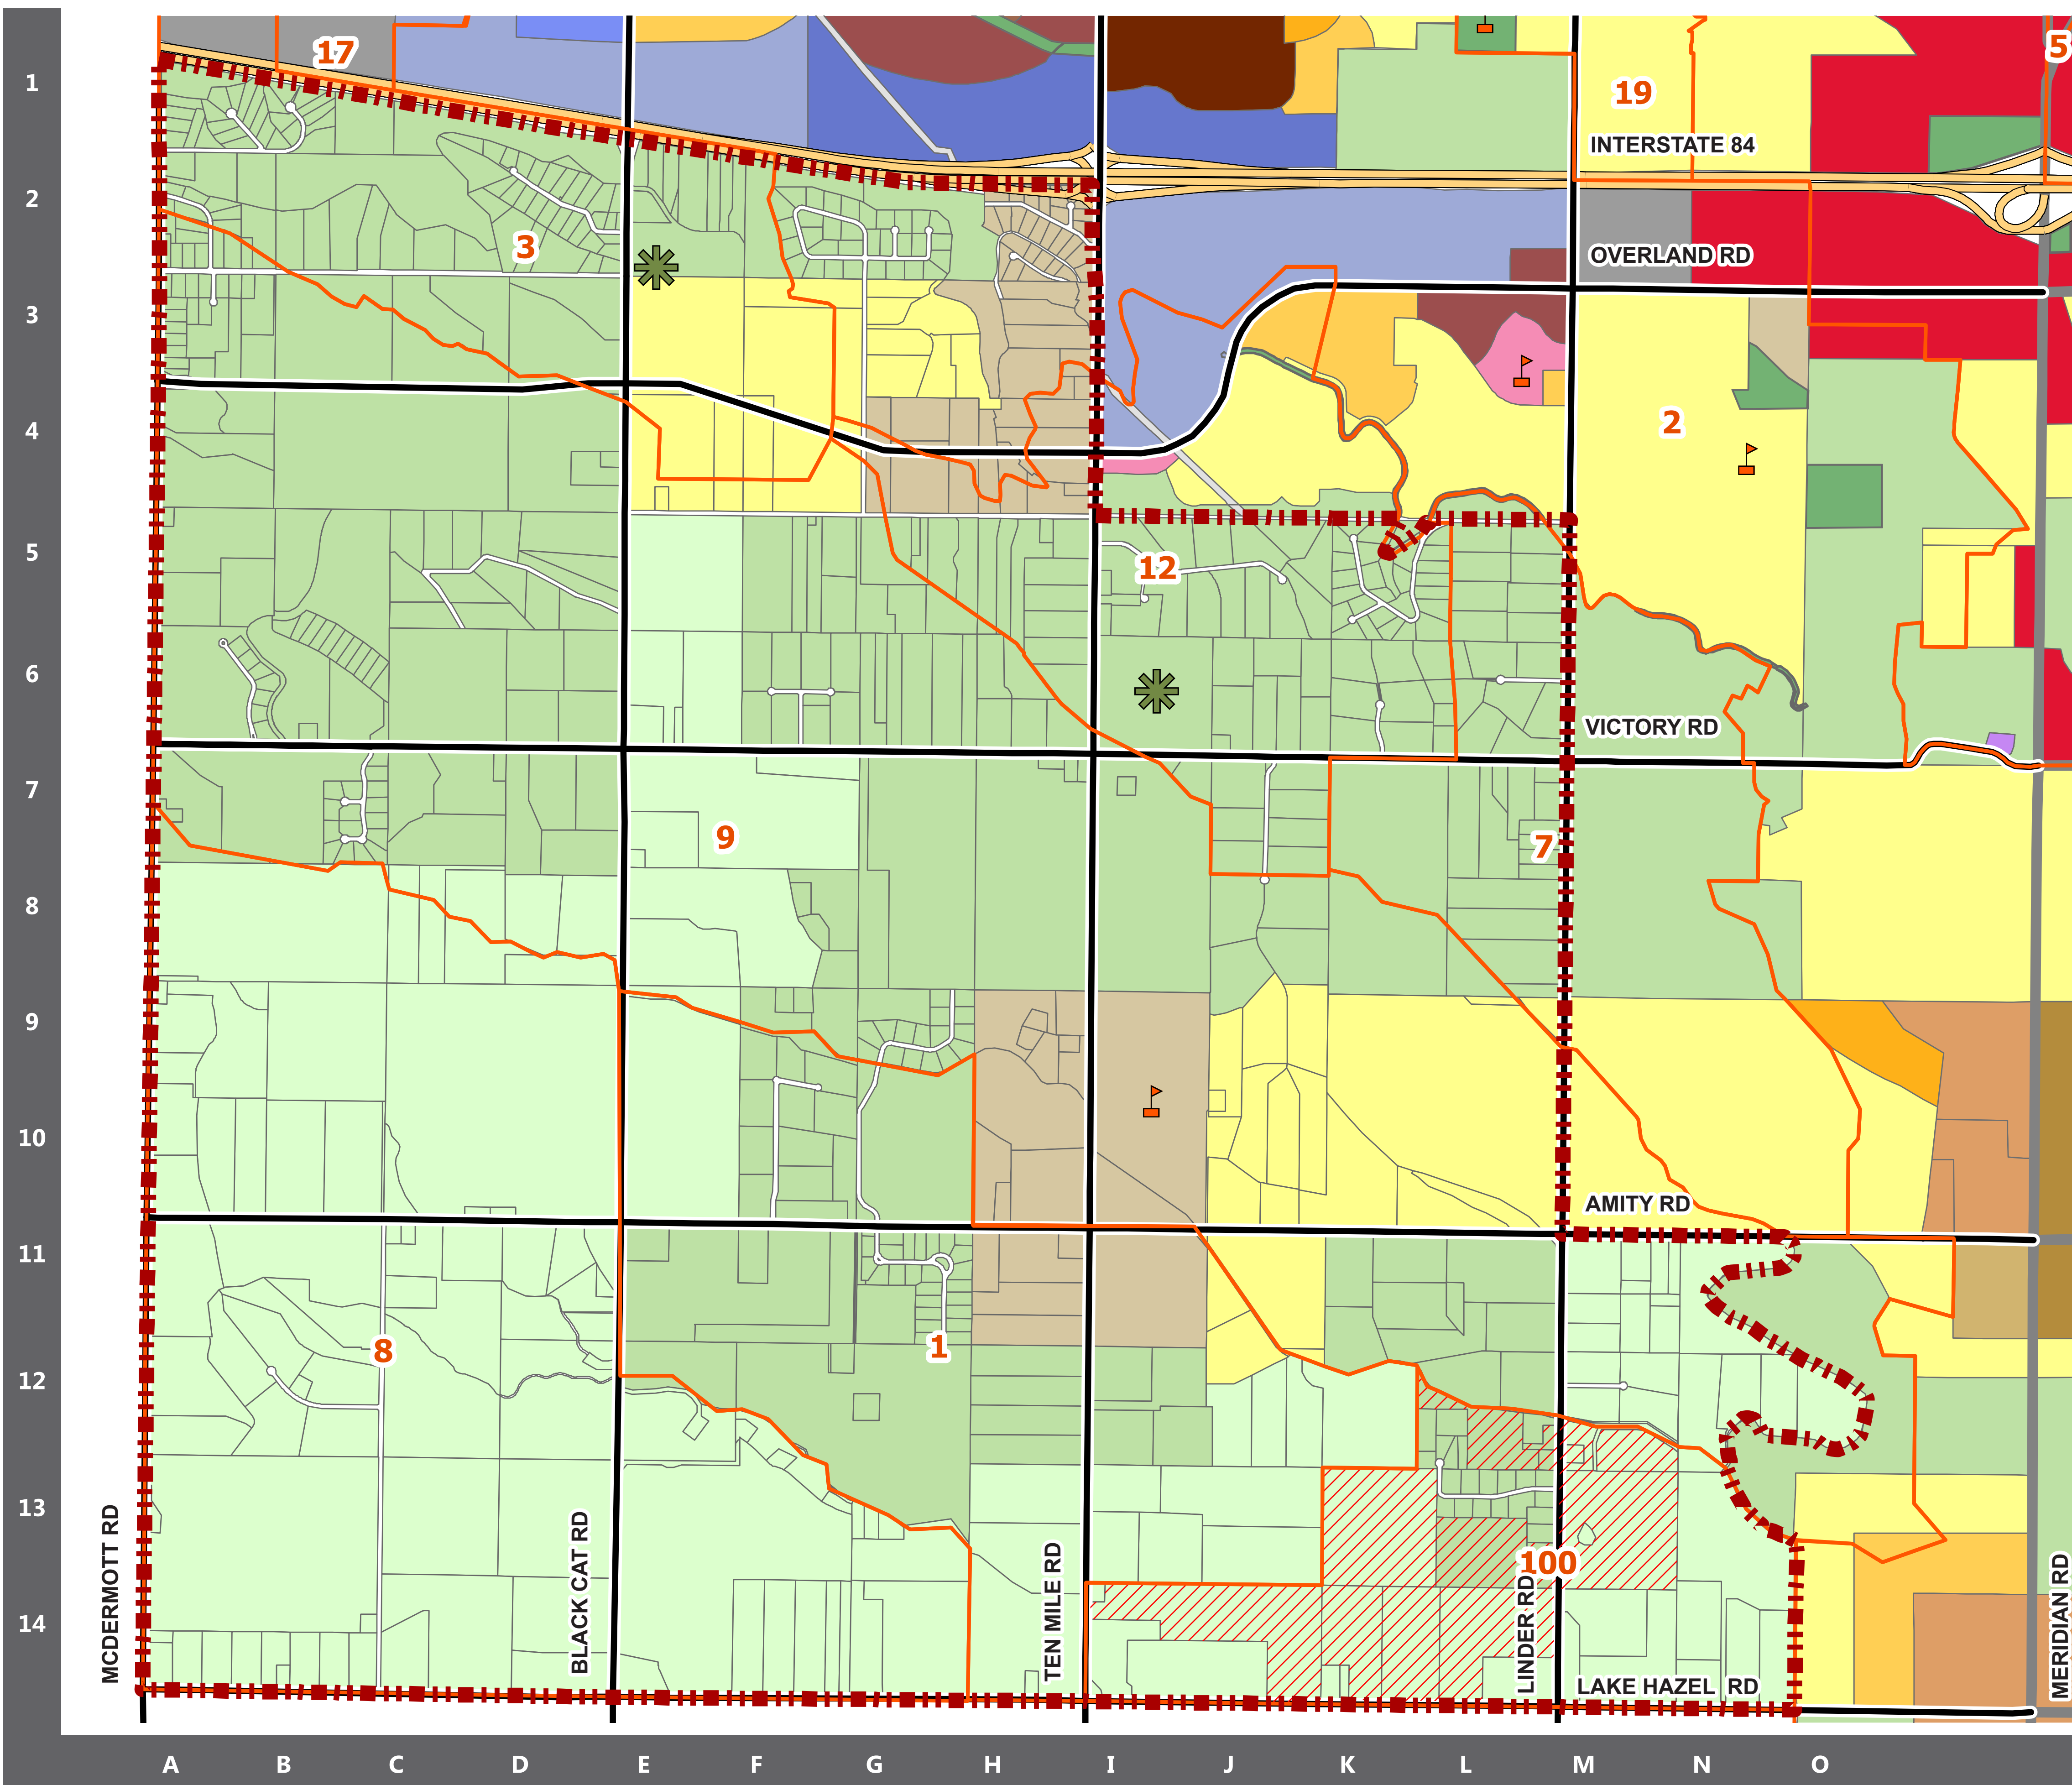 17
5
1
19
INTERSTATE 84
2
3
OVERLAND RD
3
4
2
5
12
6
VICTORY RD
7
9
7
8
9
10
AMITY RD
11
8
1
12
13
100
14
MCDERMOTT RD
BLACK CAT RD
TEN MILE RD
LINDER RD
MERIDIAN RD
LAKE HAZEL RD
A B C D E F G H I J K L M N O